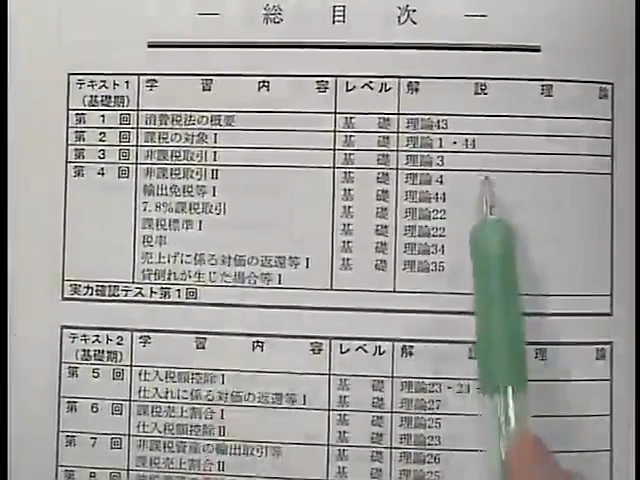 ― 総目次 ―
テキスト1 (基礎期) 学習内容 レベル 解説理論
第1回 消費税法の概要 基礎 理論43
第2回 課税の対象Ⅰ 基礎 理論1・44
第3回 非課税取引Ⅰ 基礎 理論3
第4回 非課税取引Ⅱ 基礎 理論4
輸出免税等Ⅰ 基礎 理論44
7.8%課税取引 基礎 理論22
課税標準Ⅰ 基礎 理論22
税率 基礎 理論34
売上げに係る対価の返還等Ⅰ 基礎 理論35
貸倒れが生じた場合等Ⅰ
実力確認テスト第1回
テキスト2 (基礎期) 学習内容 レベル 解説理論
第5回 仕入税額控除Ⅰ 基礎 理論23・24
仕入れに係る対価の返還等Ⅰ 基礎 理論27
第6回 課税売上割合Ⅰ 基礎 理論25
仕入税額控除Ⅱ 基礎 理論23
第7回 非課税資産の輸出取引等 基礎 理論26
課税売上割合Ⅱ 基礎 理論25
第8回